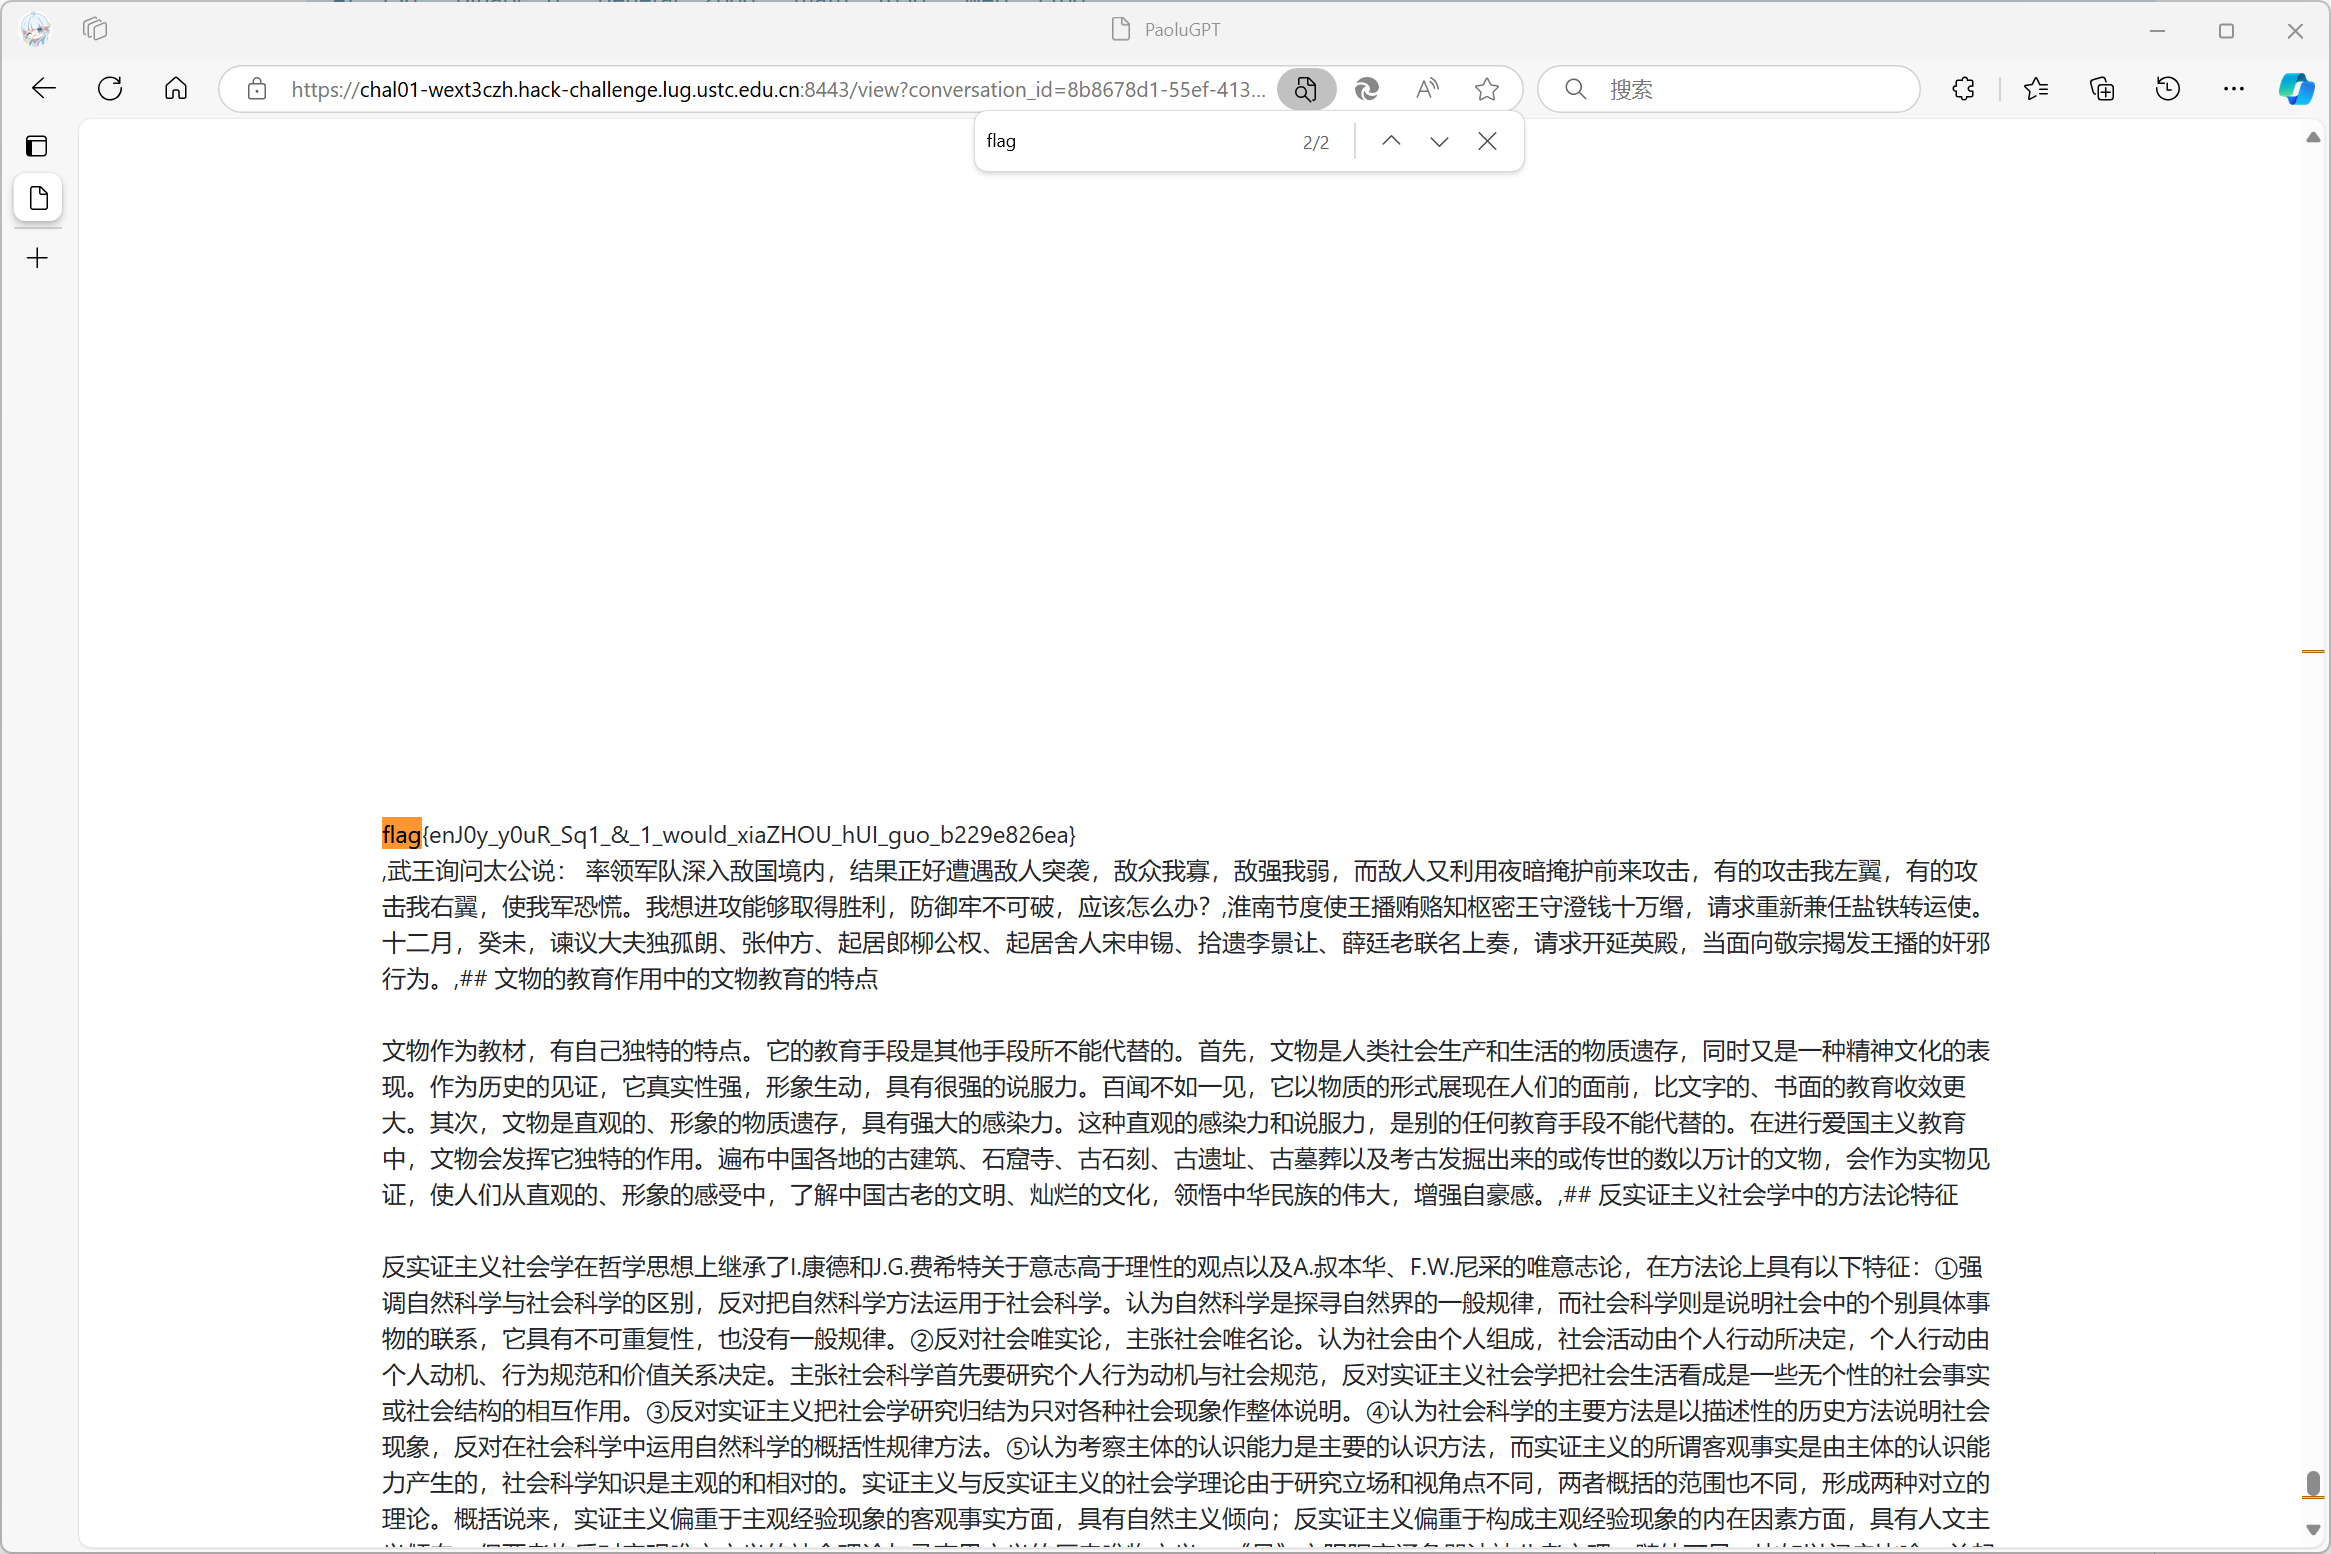 PaoluGPT
https://chal01-wext3czh.hack-challenge.lug.ustc.edu.cn:8443/view?conversation_id=8b8678d1-55ef-413...
搜索
flag
2/2
flag{enJ0y_y0uR_Sq1_&_1_would_xiaZHOU_hUI_guo_b229e826ea}
,武王询问太公说： 率领军队深入敌国境内，结果正好遭遇敌人突袭，敌众我寡，敌强我弱，而敌人又利用夜暗掩护前来攻击，有的攻击我左翼，有的攻
击我右翼，使我军恐慌。我想进攻能够取得胜利，防御牢不可破，应该怎么办？,淮南节度使王播贿赂知枢密王守澄钱十万缗，请求重新兼任盐铁转运使。
十二月，癸未，谏议大夫独孤朗、张仲方、起居郎柳公权、起居舍人宋申锡、拾遗李景让、薛廷老联名上奏，请求开延英殿，当面向敬宗揭发王播的奸邪
行为。,## 文物的教育作用中的文物教育的特点
文物作为教材，有自己独特的特点。它的教育手段是其他手段所不能代替的。首先，文物是人类社会生产和生活的物质遗存，同时又是一种精神文化的表
现。作为历史的见证，它真实性强，形象生动，具有很强的说服力。百闻不如一见，它以物质的形式展现在人们的面前，比文字的、书面的教育收效更
大。其次，文物是直观的、形象的物质遗存，具有强大的感染力。这种直观的感染力和说服力，是别的任何教育手段不能代替的。在进行爱国主义教育
中，文物会发挥它独特的作用。遍布中国各地的古建筑、石窟寺、古石刻、古遗址、古墓葬以及考古发掘出来的或传世的数以万计的文物，会作为实物见
证，使人们从直观的、形象的感受中，了解中国古老的文明、灿烂的文化，领悟中华民族的伟大，增强自豪感。,## 反实证主义社会学中的方法论特征
反实证主义社会学在哲学思想上继承了I.康德和J.G.费希特关于意志高于理性的观点以及A.叔本华、F.W.尼采的唯意志论，在方法论上具有以下特征：①强
调自然科学与社会科学的区别，反对把自然科学方法运用于社会科学。认为自然科学是探寻自然界的一般规律，而社会科学则是说明社会中的个别具体事
物的联系，它具有不可重复性，也没有一般规律。②反对社会唯实论，主张社会唯名论。认为社会由个人组成，社会活动由个人行动所决定，个人行动由
个人动机、行为规范和价值关系决定。主张社会科学首先要研究个人行为动机与社会规范，反对实证主义社会学把社会生活看成是一些无个性的社会事实
或社会结构的相互作用。③反对实证主义把社会学研究归结为只对各种社会现象作整体说明。④认为社会科学的主要方法是以描述性的历史方法说明社会
现象，反对在社会科学中运用自然科学的概括性规律方法。⑤认为考察主体的认识能力是主要的认识方法，而实证主义的所谓客观事实是由主体的认识能
力产生的，社会科学知识是主观的和相对的。实证主义与反实证主义的社会学理论由于研究立场和视角点不同，两者概括的范围也不同，形成两种对立的
理论。概括说来，实证主义偏重于主观经验现象的客观事实方面，具有自然主义倾向；反实证主义偏重于构成主观经验现象的内在因素方面，具有人文主